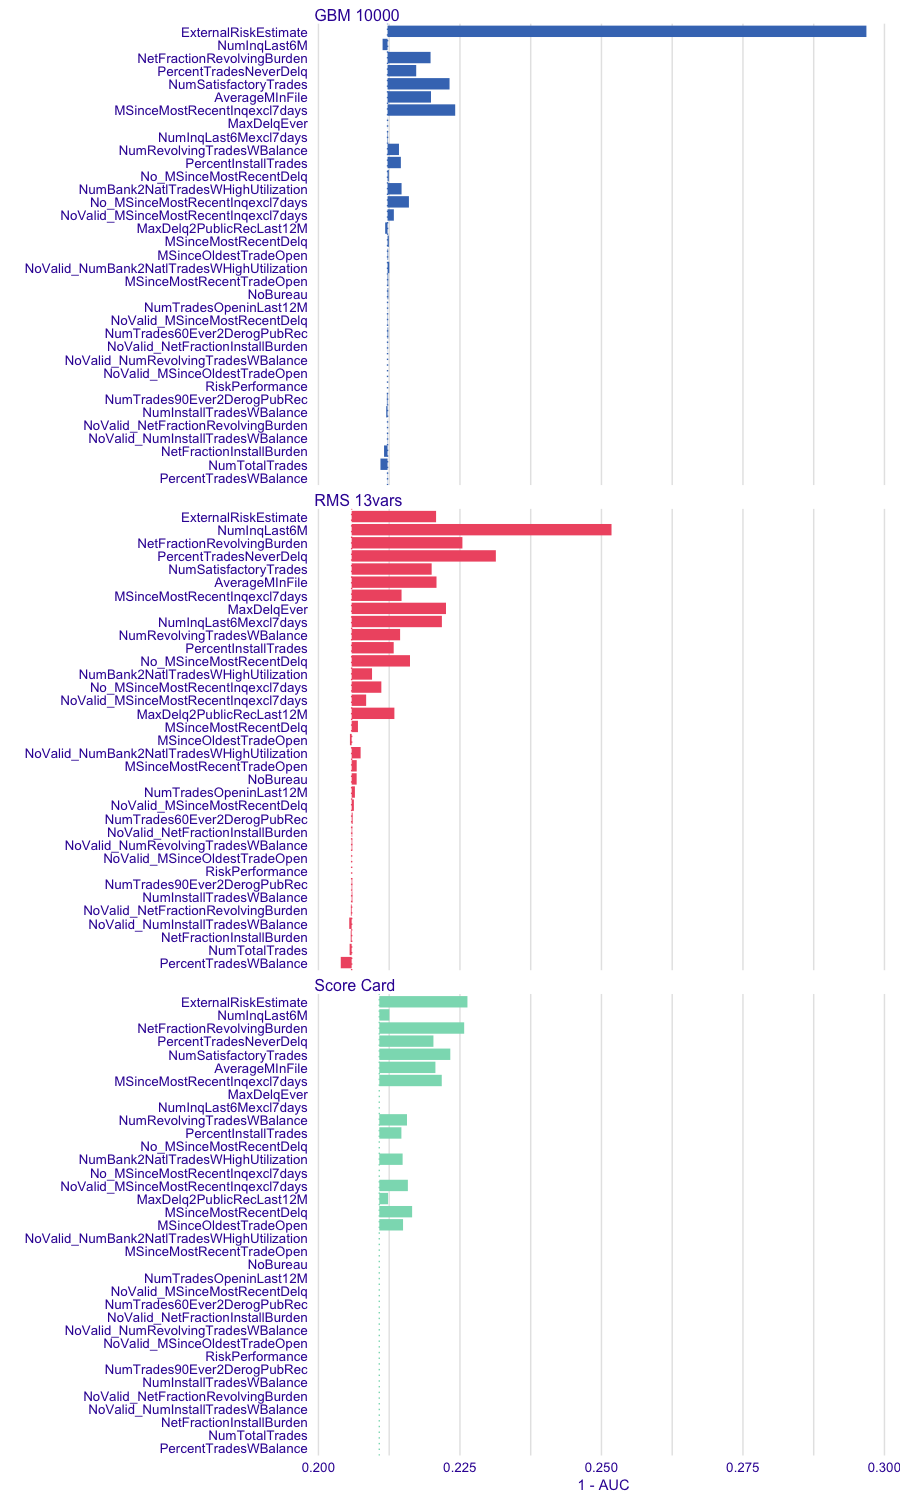 GBM 10000
ExternalRiskEstimate
NumInqLast6M
NetFractionRevolvingBurden
PercentTradesNeverDelq
NumSatisfactoryTrades
AverageMInFile
MSinceMostRecentInqexcl7days
MaxDelqEver
NumInqLast6Mexcl7days
NumRevolvingTradesWBalance
PercentInstallTrades
No_MSinceMostRecentDelq
NumBank2NatlTradesWHighUtilization
No_MSinceMostRecentInqexcl7days
NoValid_MSinceMostRecentInqexcl7days
MaxDelq2PublicRecLast12M
MSinceMostRecentDelq
MSinceOldestTradeOpen
NoValid_NumBank2NatlTradesWHighUtilization
MSinceMostRecentTradeOpen
NoBureau
NumTradesOpeninLast12M
NoValid_MSinceMostRecentDelq
NumTrades60Ever2DerogPubRec
NoValid_NetFractionInstallBurden
NoValid_NumRevolvingTradesWBalance
NoValid_MSinceOldestTradeOpen
RiskPerformance
NumTrades90Ever2DerogPubRec
NumInstallTradesWBalance
NoValid_NetFractionRevolvingBurden
NoValid_NumInstallTradesWBalance
NetFractionInstallBurden
NumTotalTrades
PercentTradesWBalance
RMS 13vars
ExternalRiskEstimate
NumInqLast6M
NetFractionRevolvingBurden
PercentTradesNeverDelq
NumSatisfactoryTrades
AverageMInFile
MSinceMostRecentInqexcl7days
MaxDelqEver
NumInqLast6Mexcl7days
NumRevolvingTradesWBalance
PercentInstallTrades
No_MSinceMostRecentDelq
NumBank2NatlTradesWHighUtilization
No_MSinceMostRecentInqexcl7days
NoValid_MSinceMostRecentInqexcl7days
MaxDelq2PublicRecLast12M
MSinceMostRecentDelq
MSinceOldestTradeOpen
NoValid_NumBank2NatlTradesWHighUtilization
MSinceMostRecentTradeOpen
NoBureau
NumTradesOpeninLast12M
NoValid_MSinceMostRecentDelq
NumTrades60Ever2DerogPubRec
NoValid_NetFractionInstallBurden
NoValid_NumRevolvingTradesWBalance
NoValid_MSinceOldestTradeOpen
RiskPerformance
NumTrades90Ever2DerogPubRec
NumInstallTradesWBalance
NoValid_NetFractionRevolvingBurden
NoValid_NumInstallTradesWBalance
NetFractionInstallBurden
NumTotalTrades
PercentTradesWBalance
Score Card
ExternalRiskEstimate
NumInqLast6M
NetFractionRevolvingBurden
PercentTradesNeverDelq
NumSatisfactoryTrades
AverageMInFile
MSinceMostRecentInqexcl7days
MaxDelqEver
NumInqLast6Mexcl7days
NumRevolvingTradesWBalance
PercentInstallTrades
No_MSinceMostRecentDelq
NumBank2NatlTradesWHighUtilization
No_MSinceMostRecentInqexcl7days
NoValid_MSinceMostRecentInqexcl7days
MaxDelq2PublicRecLast12M
MSinceMostRecentDelq
MSinceOldestTradeOpen
NoValid_NumBank2NatlTradesWHighUtilization
MSinceMostRecentTradeOpen
NoBureau
NumTradesOpeninLast12M
NoValid_MSinceMostRecentDelq
NumTrades60Ever2DerogPubRec
NoValid_NetFractionInstallBurden
NoValid_NumRevolvingTradesWBalance
NoValid_MSinceOldestTradeOpen
RiskPerformance
NumTrades90Ever2DerogPubRec
NumInstallTradesWBalance
NoValid_NetFractionRevolvingBurden
NoValid_NumInstallTradesWBalance
NetFractionInstallBurden
NumTotalTrades
PercentTradesWBalance
0.200 0.225 0.250 0.275 0.300
1 - AUC